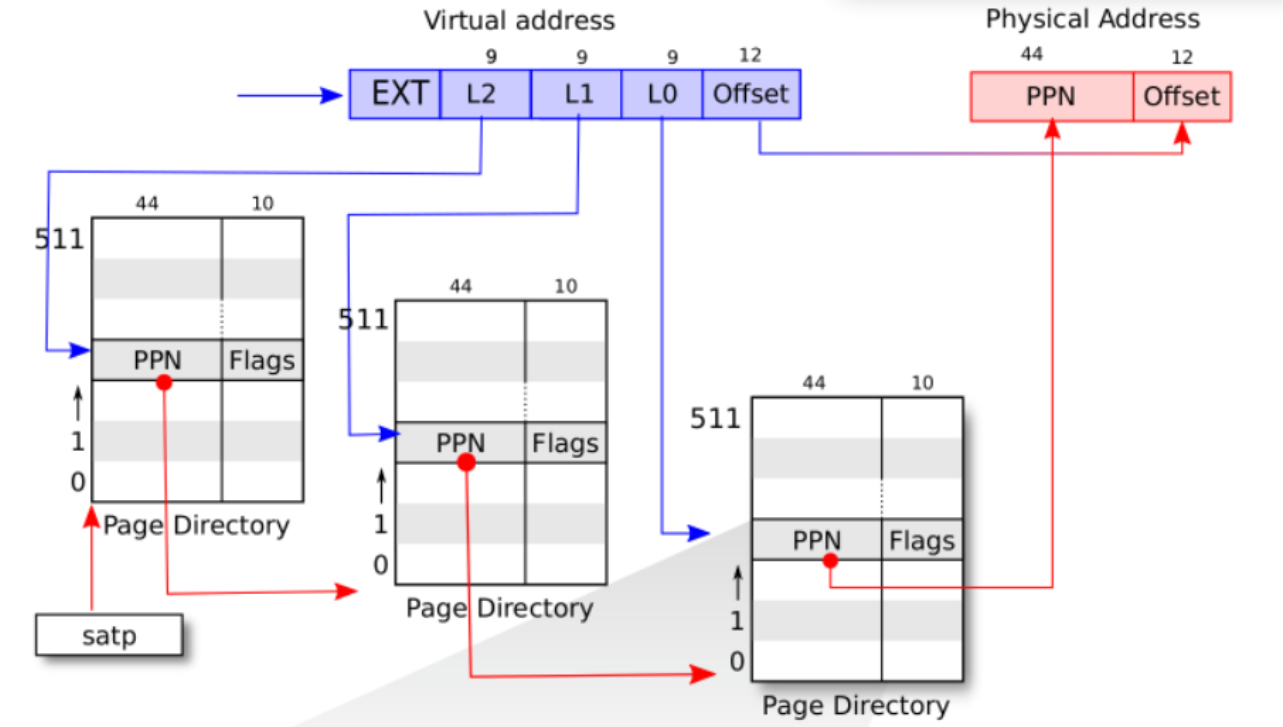 Virtual address
Physical Address
9 9 9 12
44 12
EXT L2 L1 L0 Offset
PPN Offset
44 10
511
PPN Flags
1
0
Page Directory
satp
44 10
511
PPN Flags
1
0
Page Directory
44 10
511
PPN Flags
1
0
Page Directory